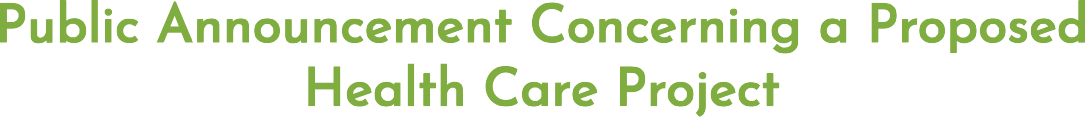 Public Announcement Concerning a Proposed
Health Care Project